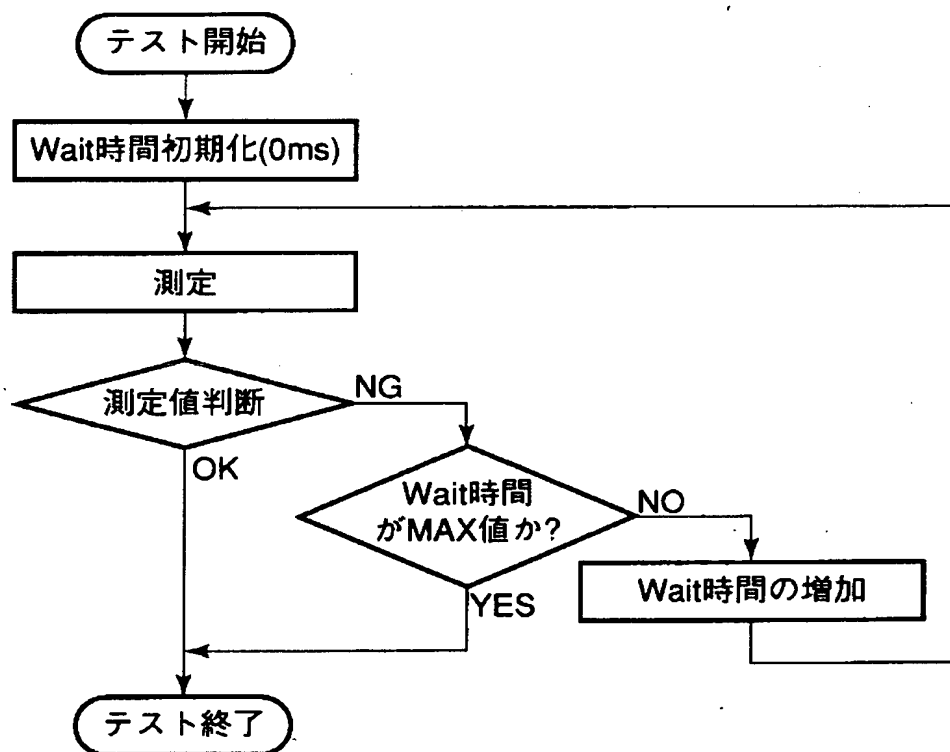 テスト開始
Wait時間初期化(0ms)
測定
測定値判断
NG
OK
Wait時間
がMAX値か?
NO
YES
Wait時間の増加
テスト終了